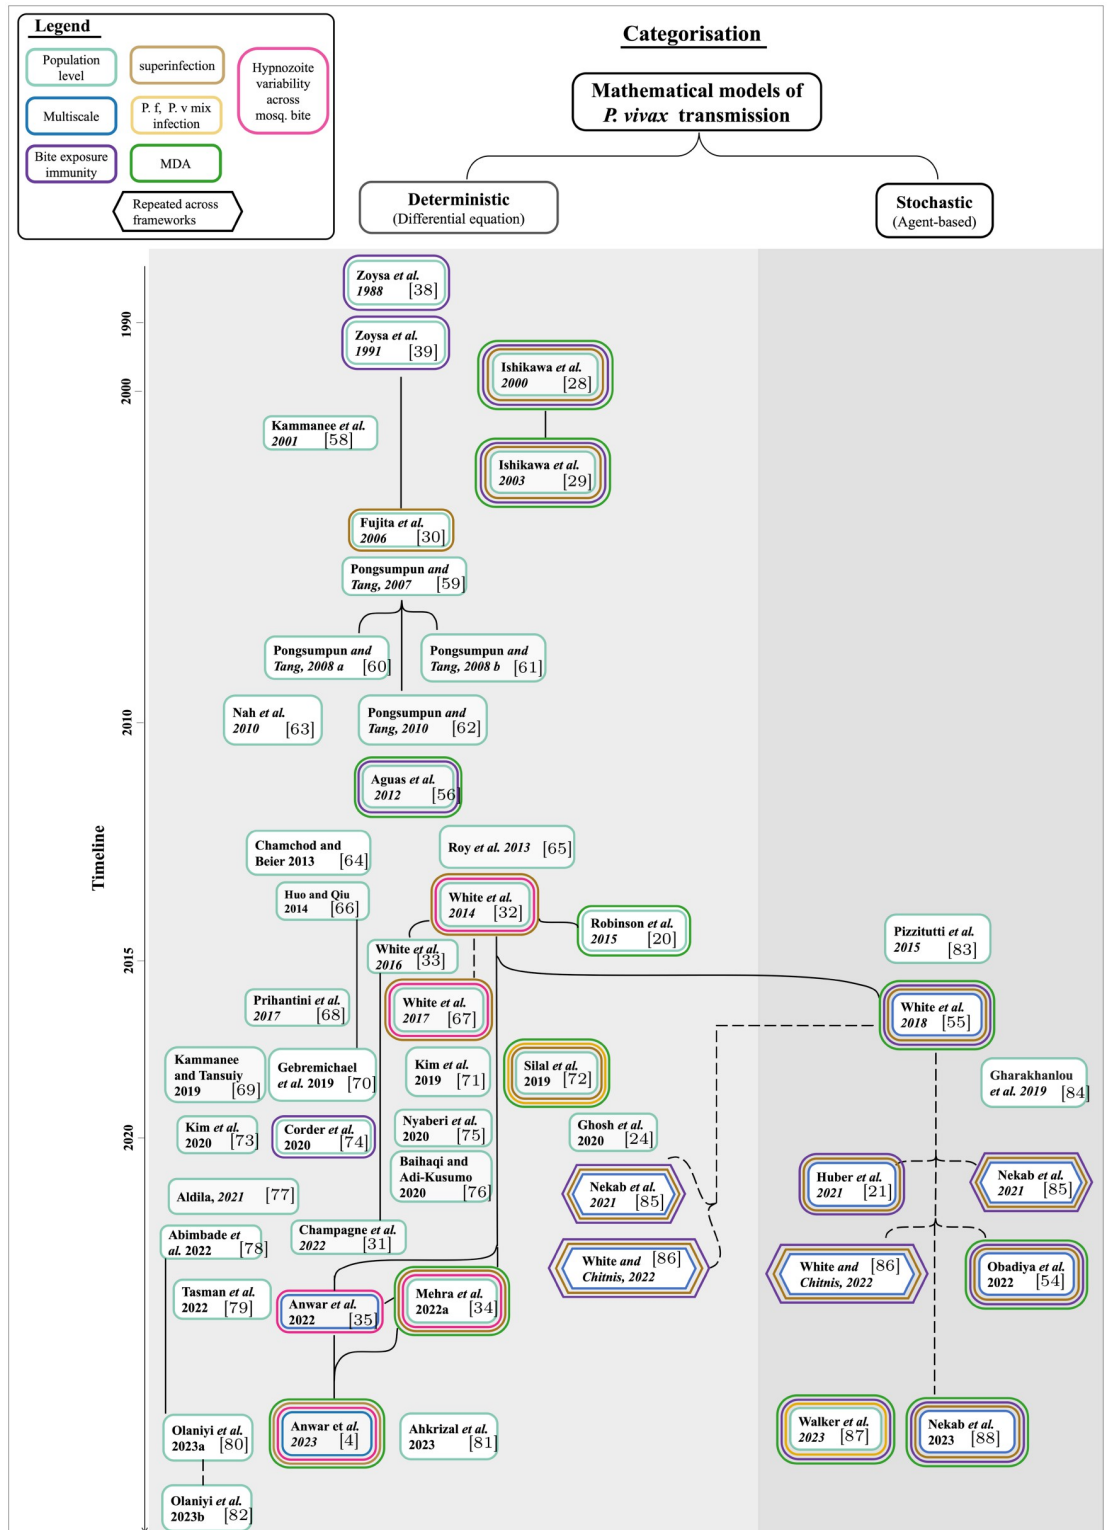 Legend
Population
level
superinfection
Hypnozoite
variability
across
mosq. bite
Multiscale
P. f, P. v mix
infection
Bite exposure
immunity
MDA
Repeated across
frameworks
Categorisation
Mathematical models of
P. vivax transmission
Deterministic
(Differential equation)
Stochastic
(Agent-based)
Timeline
1990
2000
2010
2015
2020
Zoysa et al.
1988 [38]
Zoysa et al.
1991 [39]
Ishikawa et al.
2000 [28]
Kammanee et al.
2001 [58]
Ishikawa et al.
2003 [29]
Fujita et al.
2006 [30]
Pongsumpun and
Tang, 2007 [59]
Pongsumpun and
Tang, 2008 a [60]
Pongsumpun and
Tang, 2008 b [61]
Nah et al.
2010 [63]
Pongsumpun and
Tang, 2010 [62]
Aguas et al.
2012 [56]
Chamchod and
Beier 2013 [64]
Roy et al. 2013 [65]
Huo and Qiu
2014 [66]
White et al.
2014 [32]
Robinson et al.
2015 [20]
Pizzitutti et al.
2015 [83]
White et al.
2016 [33]
Prihantini et al.
2017 [68]
White et al.
2017 [67]
White et al.
2018 [55]
Kammanee
and Tansuiy
2019 [69]
Gebremichael
et al. 2019 [70]
Kim et al.
2019 [71]
Silal et al.
2019 [72]
Gharakhanlou
et al. 2019 [84]
Kim et al.
2020 [73]
Corder et al.
2020 [74]
Nyaberi et al.
2020 [75]
Ghosh et al.
2020 [24]
Baihaqi and
Adi-Kusumo
2020 [76]
Nekab et al.
2021 [85]
Huber et al.
2021 [21]
Nekab et al.
2021 [85]
Aldila, 2021 [77]
Abimbade et
al. 2022 [78]
Champagne et al.
2022 [31]
White and [86]
Chitnis, 2022
White and [86]
Chitnis, 2022
Obadiya et al.
2022 [54]
Tasman et al.
2022 [79]
Anwar et al.
2022 [35]
Mehra et al.
2022a [34]
Olaniyi et al.
2023a [80]
Anwar et al.
2023 [4]
Ahkrizal et al.
2023 [81]
Walker et al.
2023 [87]
Nekab et al.
2023 [88]
Olaniyi et al.
2023b [82]